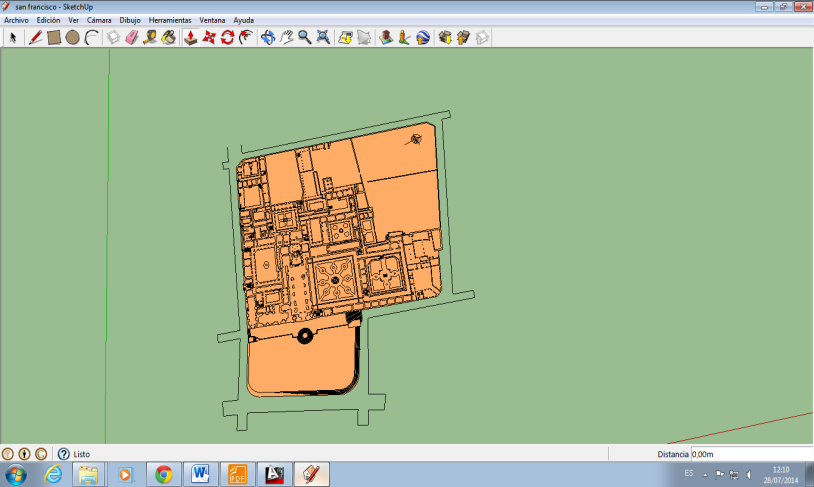 san francisco - SketchUp
Archivo Edición Ver Cámara Dibujo Herramientas Ventana Ayuda
Listo
Distancia 0,00m
ES
12:10
28/07/2014
W
PDF
A